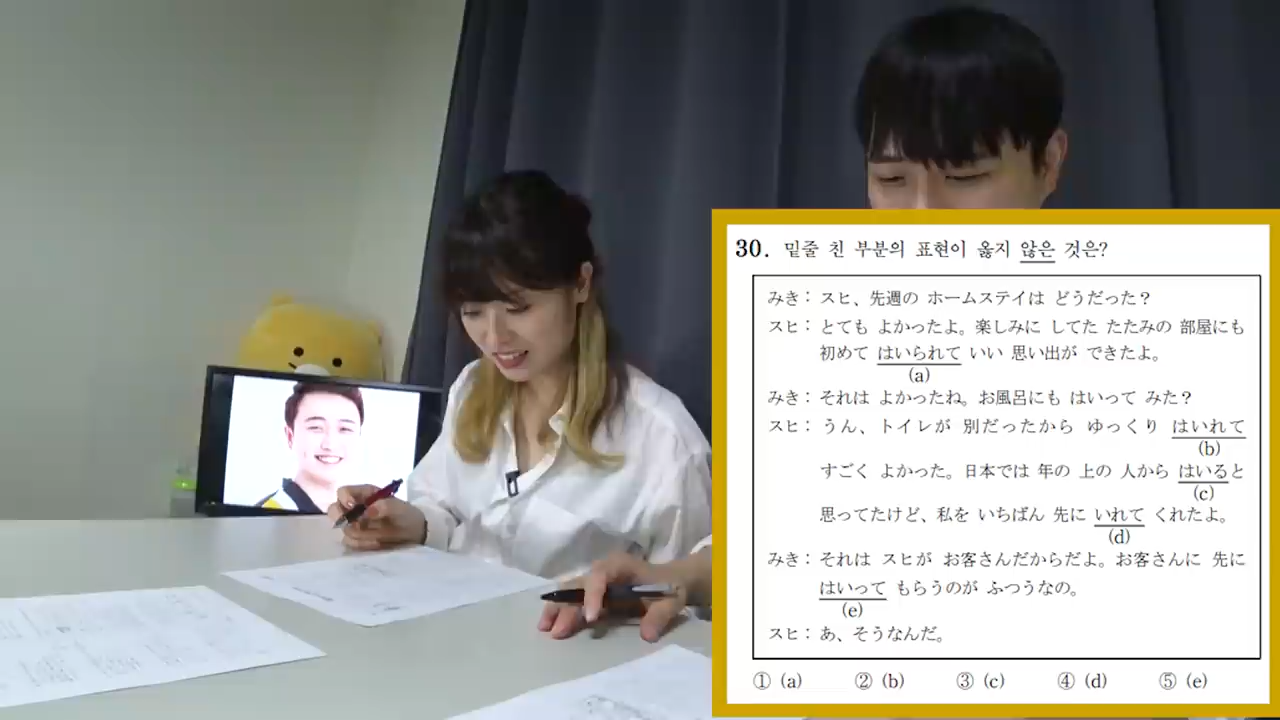 30. 밑줄 친 부분의 표현이 옳지 않은 것은?
みき：スヒ、先週の ホームステイは どうだった？
スヒ：とても よかったよ。楽しみに してた たたみの 部屋にも
初めて はいられて いい 思い出が できたよ。
(a)
みき：それは よかったね。お風呂にも はいって みた？
スヒ：うん、トイレが 別だったから ゆっくり はいれて
(b)
すごく よかった。日本では 年の 上の 人から はいると
(c)
思ってたけど、私を いちばん 先に いれて くれたよ。
(d)
みき：それは スヒが お客さんだからだよ。お客さんに 先に
はいって もらうのが ふつうなの。
(e)
スヒ：あ、そうなんだ。
① (a) ② (b) ③ (c) ④ (d) ⑤ (e)